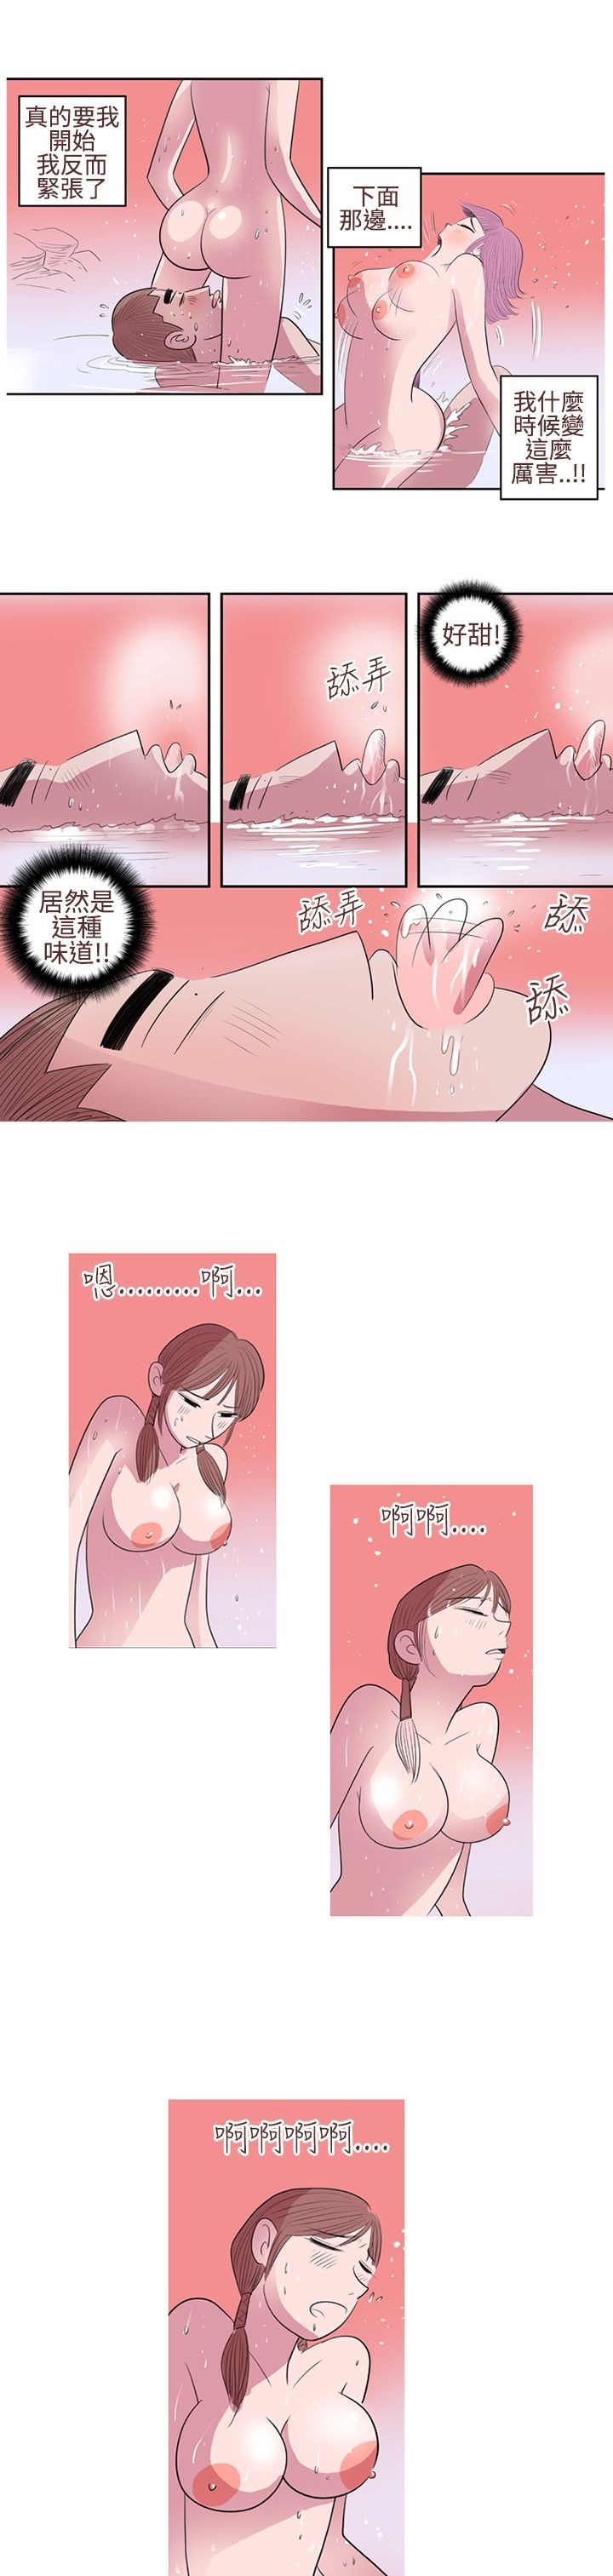 真的要我
開始
我反而
緊張了
下面
那邊....
我什麼
時候變
這麼
厲害..!!
舔弄
好甜!
居然是
這種
味道!!
舔弄
舔
舔
嗯.........啊...
啊啊....
啊啊啊啊....